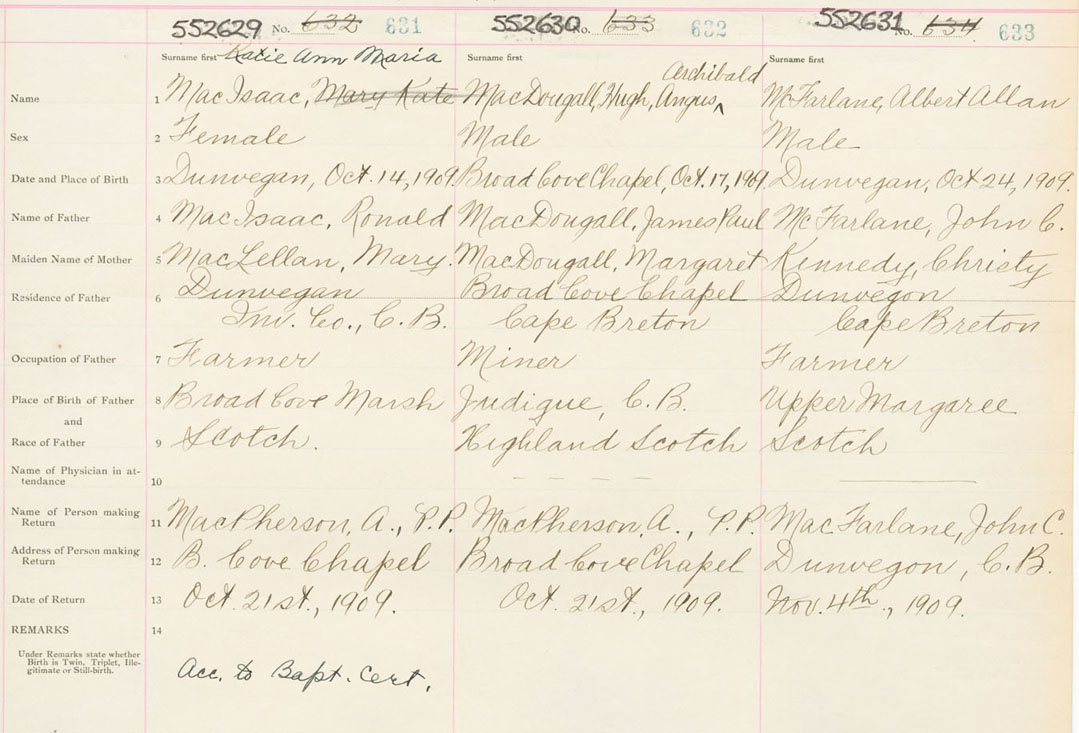 552629 No. 632 631 552630 No. 633 632 552631 No. 634 633
Surname first Katie Ann Maria Surname first Archibald Surname first
Name 1 MacIsaac, Mary Kate MacDougall, Hugh, Angus, McFarlane, Albert Allan
Sex 2 Female Male Male
Date and Place of Birth 3 Dunvegan, Oct. 14, 1909. Broad Cove Chapel, Oct. 17, 1909. Dunvegan, Oct 24, 1909.
Name of Father 4 MacIsaac, Ronald MacDougall, James Paul McFarlane, John C.
Maiden Name of Mother 5 MacLellan, Mary. MacDougall, Margaret Kennedy, Christy
Residence of Father 6 Dunvegan Broad Cove Chapel Dunvegon
Inv. Co., C. B. Cape Breton Cape Breton
Occupation of Father 7 Farmer Miner Farmer
Place of Birth of Father 8 Broad Cove Marsh Judique, C. B. Upper Margaree
and
Race of Father 9 Scotch. Highland Scotch Scotch
Name of Physician in at-
tendance 10
Name of Person making
Return 11 MacPherson, A., P.P. MacPherson, A., P.P. MacFarlane, John C.
Address of Person making
Return 12 B. Cove Chapel Broad Cove Chapel Dunvegon, C. B.
Date of Return 13 Oct. 21st., 1909. Oct. 21st., 1909. Nov. 4th., 1909.
REMARKS 14
Under Remarks state whether
Birth is Twin, Triplet, Ille-
gitimate or Still-birth.
Acc. to Bapt. Cert.